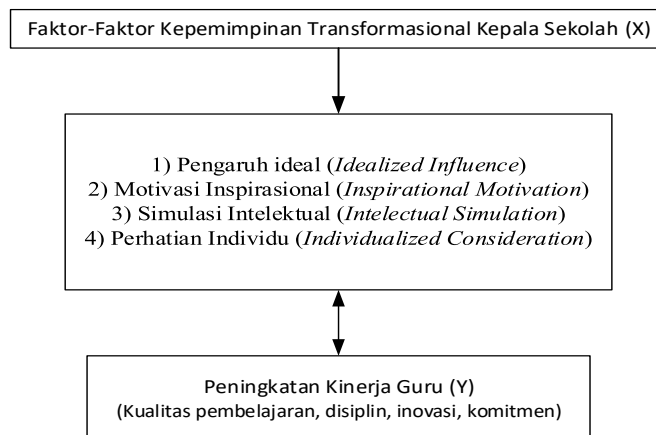 Faktor-Faktor Kepemimpinan Transformasional Kepala Sekolah (X)
1) Pengaruh ideal (Idealized Influence)
2) Motivasi Inspirasional (Inspirational Motivation)
3) Simulasi Intelektual (Intelectual Simulation)
4) Perhatian Individu (Individualized Consideration)
Peningkatan Kinerja Guru (Y)
(Kualitas pembelajaran, disiplin, inovasi, komitmen)